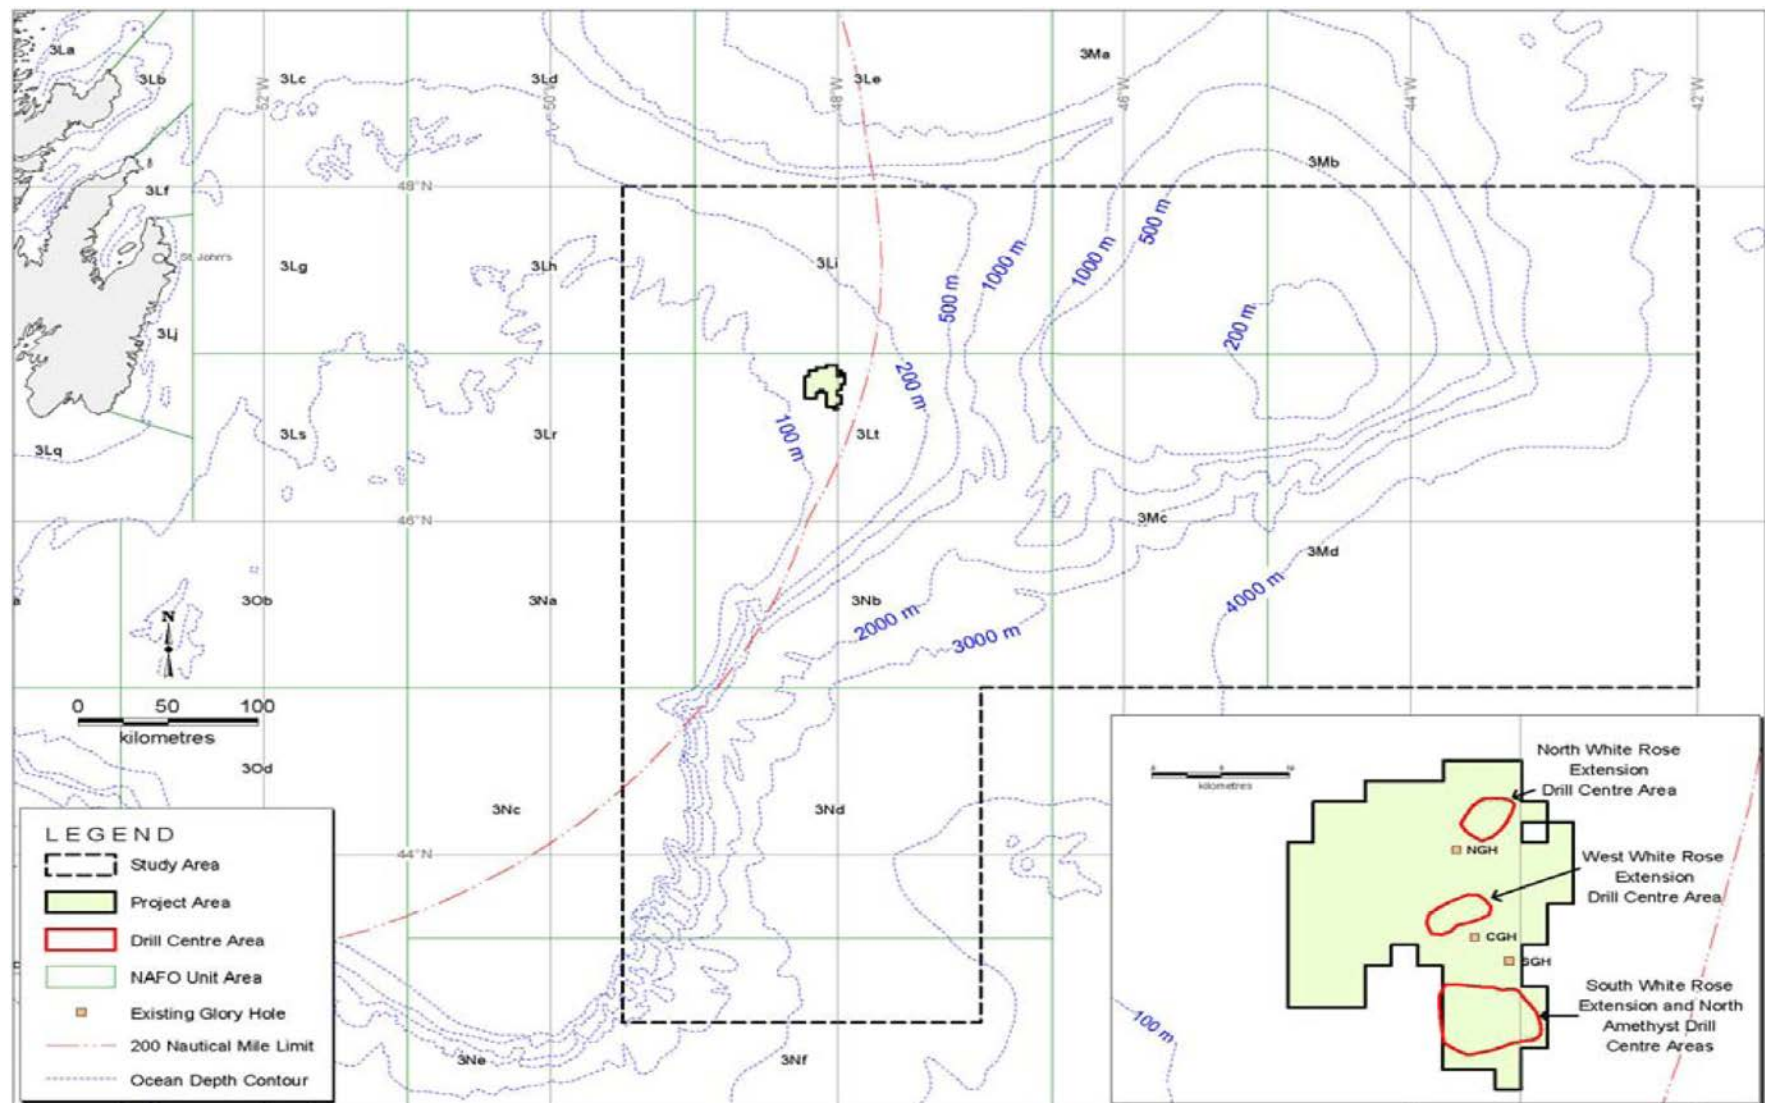 3La
3Lb
3Lc
3Ld
3Le
3Ma
52°W
50°W
48°W
46°W
44°W
42°W
3Mb
3Lf
48°N
St. John's
3Lg
3Lh
3Li
500 m
1000 m
1000 m
500 m
200 m
3Lj
200 m
100 m
3Lq
3Ls
3Lr
3Lt
46°N
3Mc
3Md
4000 m
a
3Ob
3Na
3Nb
2000 m
3000 m
N
0 50 100
kilometres
3Od
3Nc
3Nd
44°N
3Ne
3Nf
100 m
LEGEND
Study Area
Project Area
Drill Centre Area
NAFO Unit Area
Existing Glory Hole
200 Nautical Mile Limit
Ocean Depth Contour
kilometres
North White Rose
Extension
Drill Centre Area
NGH
West White Rose
Extension
Drill Centre Area
CGH
SGH
South White Rose
Extension and North
Amethyst Drill
Centre Areas